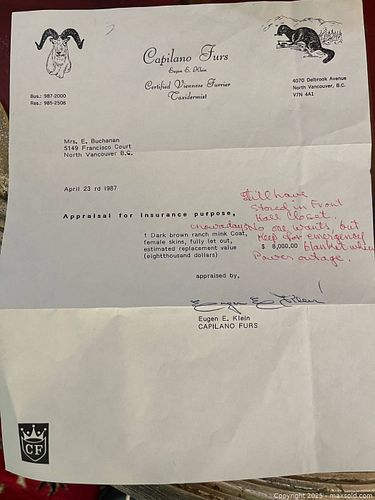 Capilano Furs
Eugen E. Klein
Certified Viennese Furrier
Taxidermist
Bus.: 987-2000
Res.: 985-2506
4070 Delbrook Avenue
North Vancouver, B.C.
V7N 4A1
Mrs. E. Buchanan
5149 Francisco Court
North Vancouver B.C.
April 23 rd 1987
Still have
Stored in Front
Hall Closet.
Appraisal for insurance purpose,
(nowadays No one wants, but
Keep for emergency
blanket when
Power outage.
1 Dark brown ranch mink Coat,
female skins, fully let out,
estimated replacement value $ 8,000,00
(eightthousand dollars)
appraised by,
Eugen E. Klein
Eugen E. Klein
CAPILANO FURS
CF
Copyright 2025 - maxsold.com